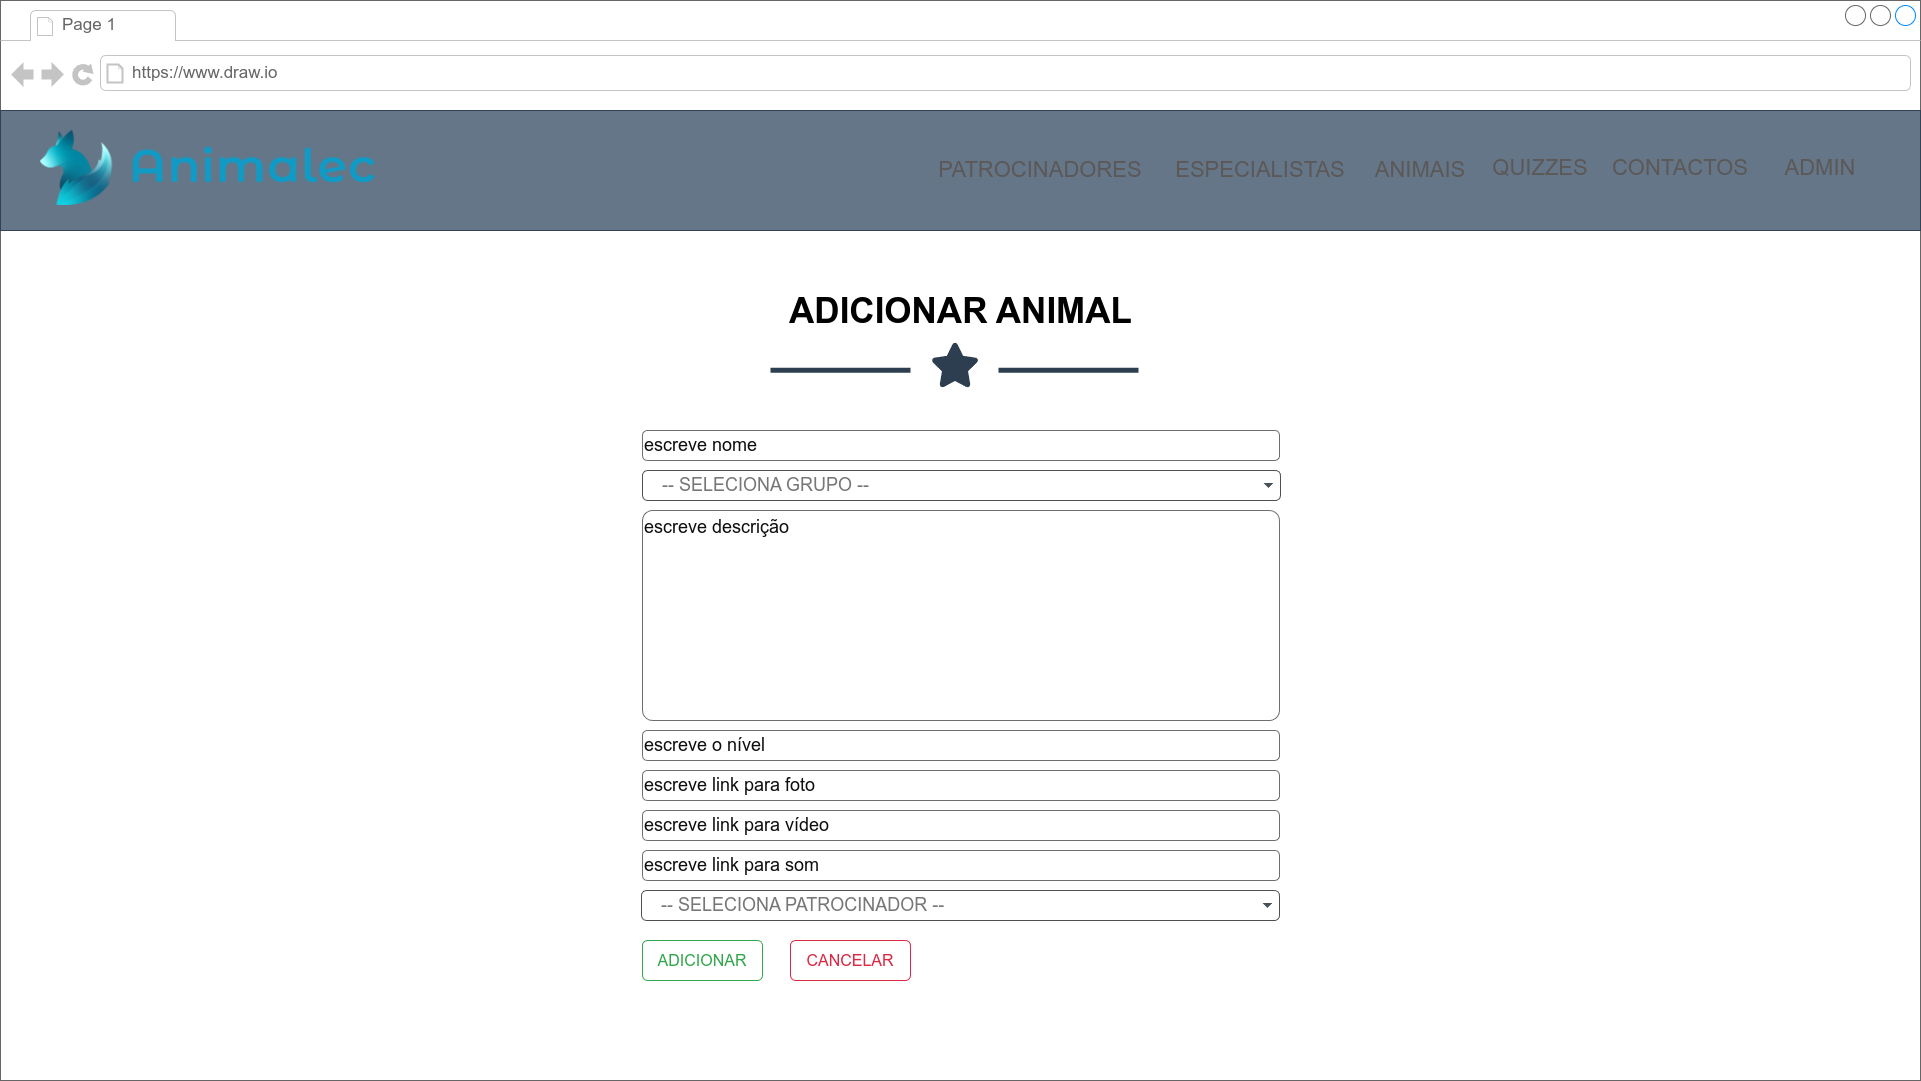 Page 1
https://www.draw.io
Animalec
PATROCINADORES ESPECIALISTAS ANIMAIS QUIZZES CONTACTOS ADMIN
ADICIONAR ANIMAL
escreve nome
-- SELECIONA GRUPO --
escreve descrição
escreve o nível
escreve link para foto
escreve link para vídeo
escreve link para som
-- SELECIONA PATROCINADOR --
ADICIONAR CANCELAR